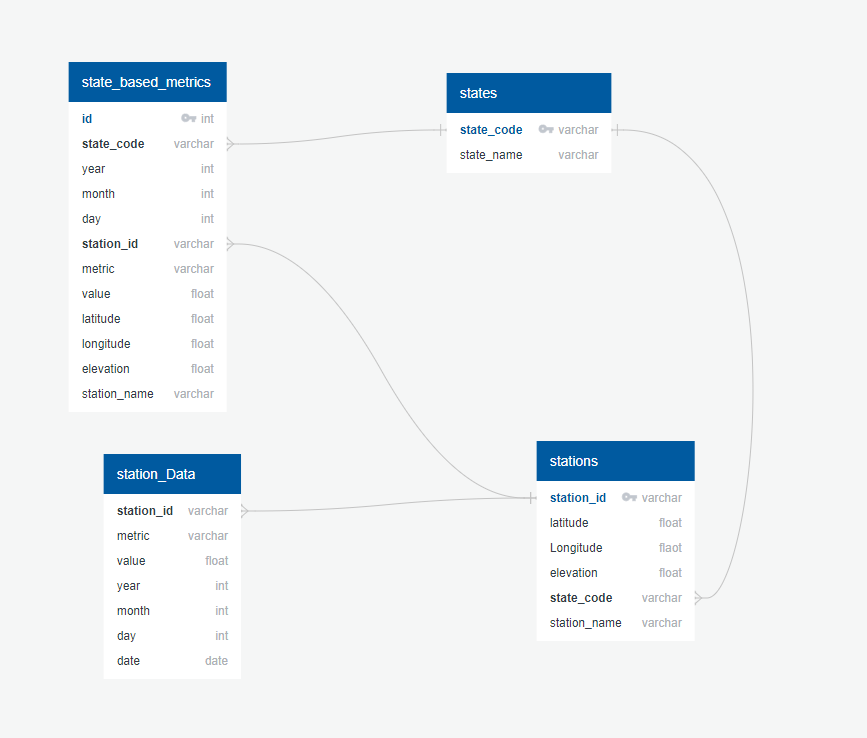 state_based_metrics
id int
state_code varchar
year int
month int
day int
station_id varchar
metric varchar
value float
latitude float
longitude float
elevation float
station_name varchar
states
state_code varchar
state_name varchar
station_Data
station_id varchar
metric varchar
value float
year int
month int
day int
date date
stations
station_id varchar
latitude float
Longitude flaot
elevation float
state_code varchar
station_name varchar